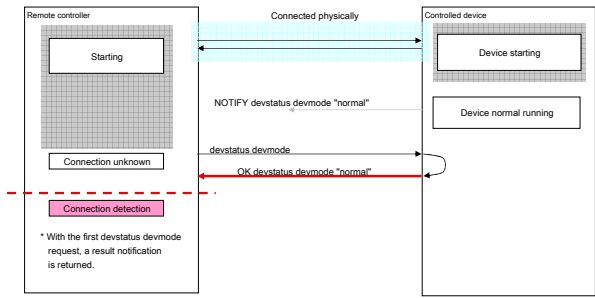 Remote controller
Connected physically
Controlled device
Starting
Device starting
NOTIFY devstatus devmode "normal"
Device normal running
devstatus devmode
Connection unknown
OK devstatus devmode "normal"
Connection detection
* With the first devstatus devmode
request, a result notification
is returned.